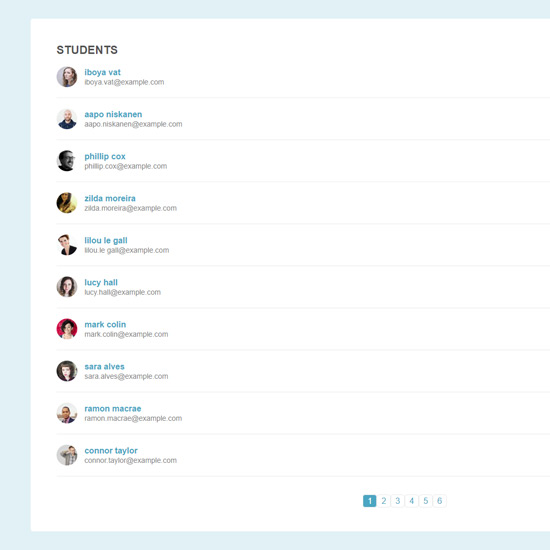 STUDENTS
iboya vat
iboya.vat@example.com
aapo niskanen
aapo.niskanen@example.com
phillip cox
phillip.cox@example.com
zilda moreira
zilda.moreira@example.com
lilou le gall
lilou.le gall@example.com
lucy hall
lucy.hall@example.com
mark colin
mark.colin@example.com
sara alves
sara.alves@example.com
ramon macrae
ramon.macrae@example.com
connor taylor
connor.taylor@example.com
1 2 3 4 5 6